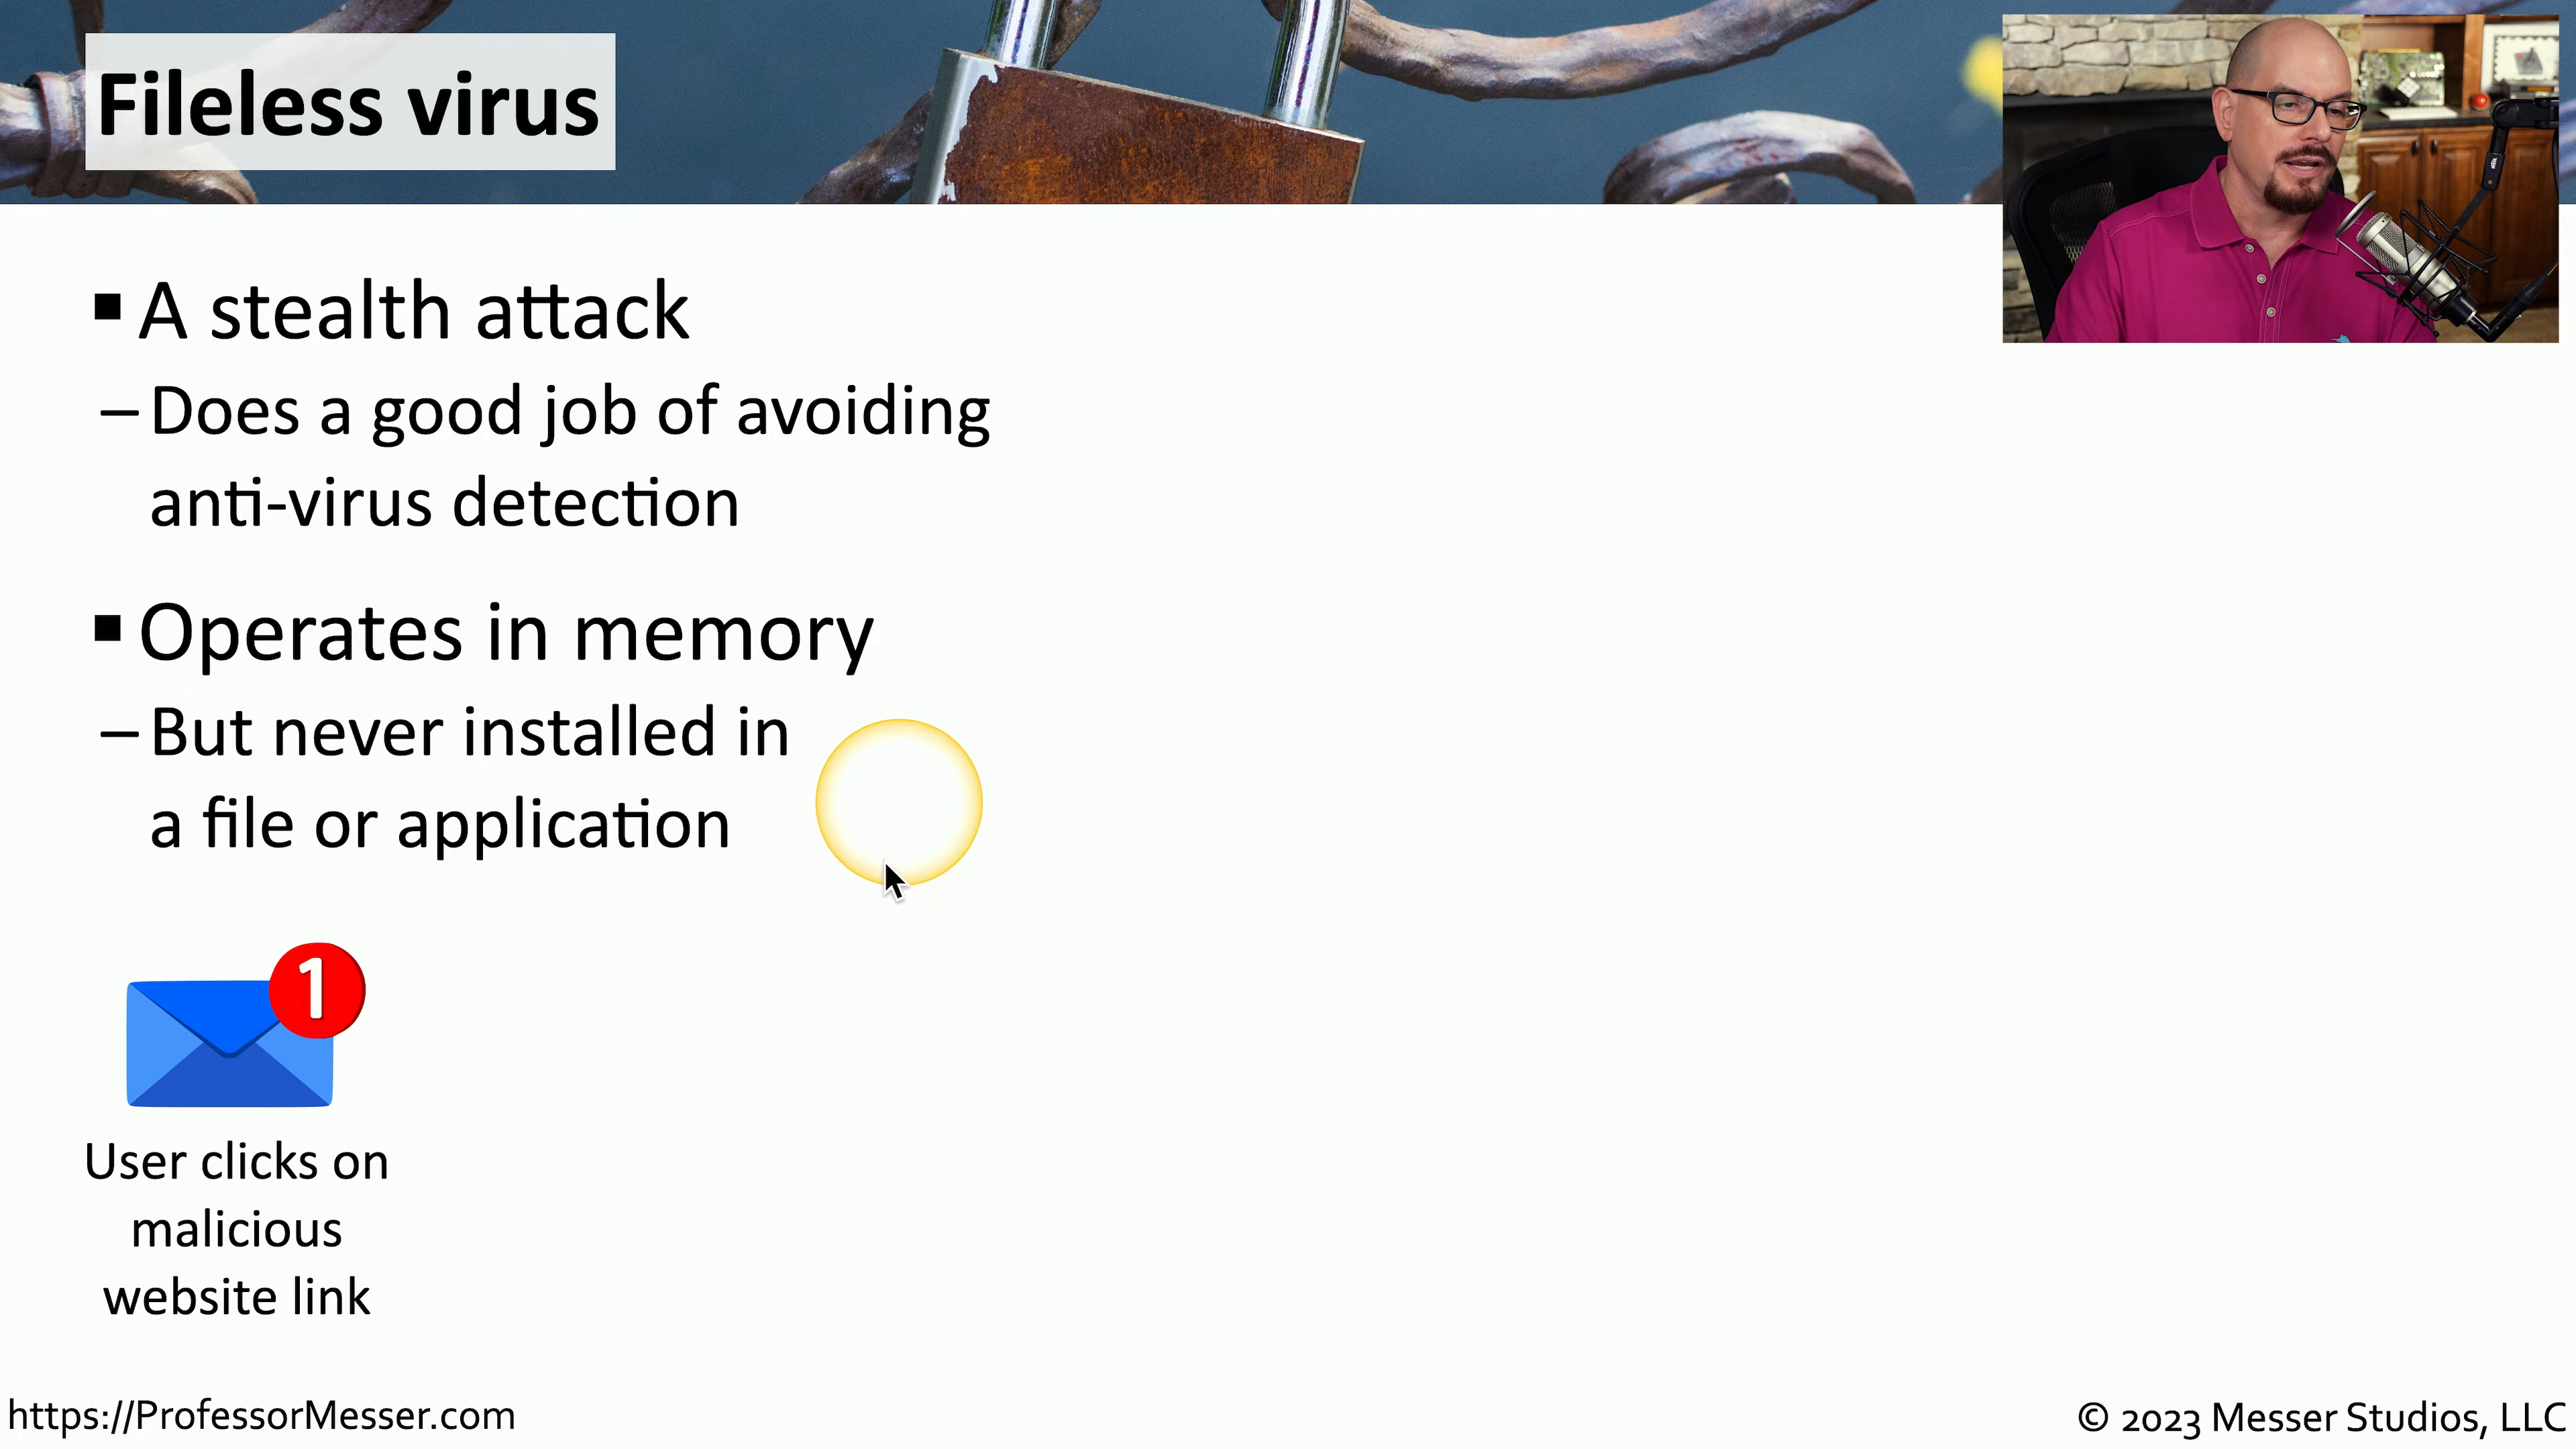 Fileless virus
▪ A stealth attack
– Does a good job of avoiding
anti-virus detection
▪ Operates in memory
– But never installed in
a file or application
1
User clicks on
malicious
website link
https://ProfessorMesser.com
© 2023 Messer Studios, LLC